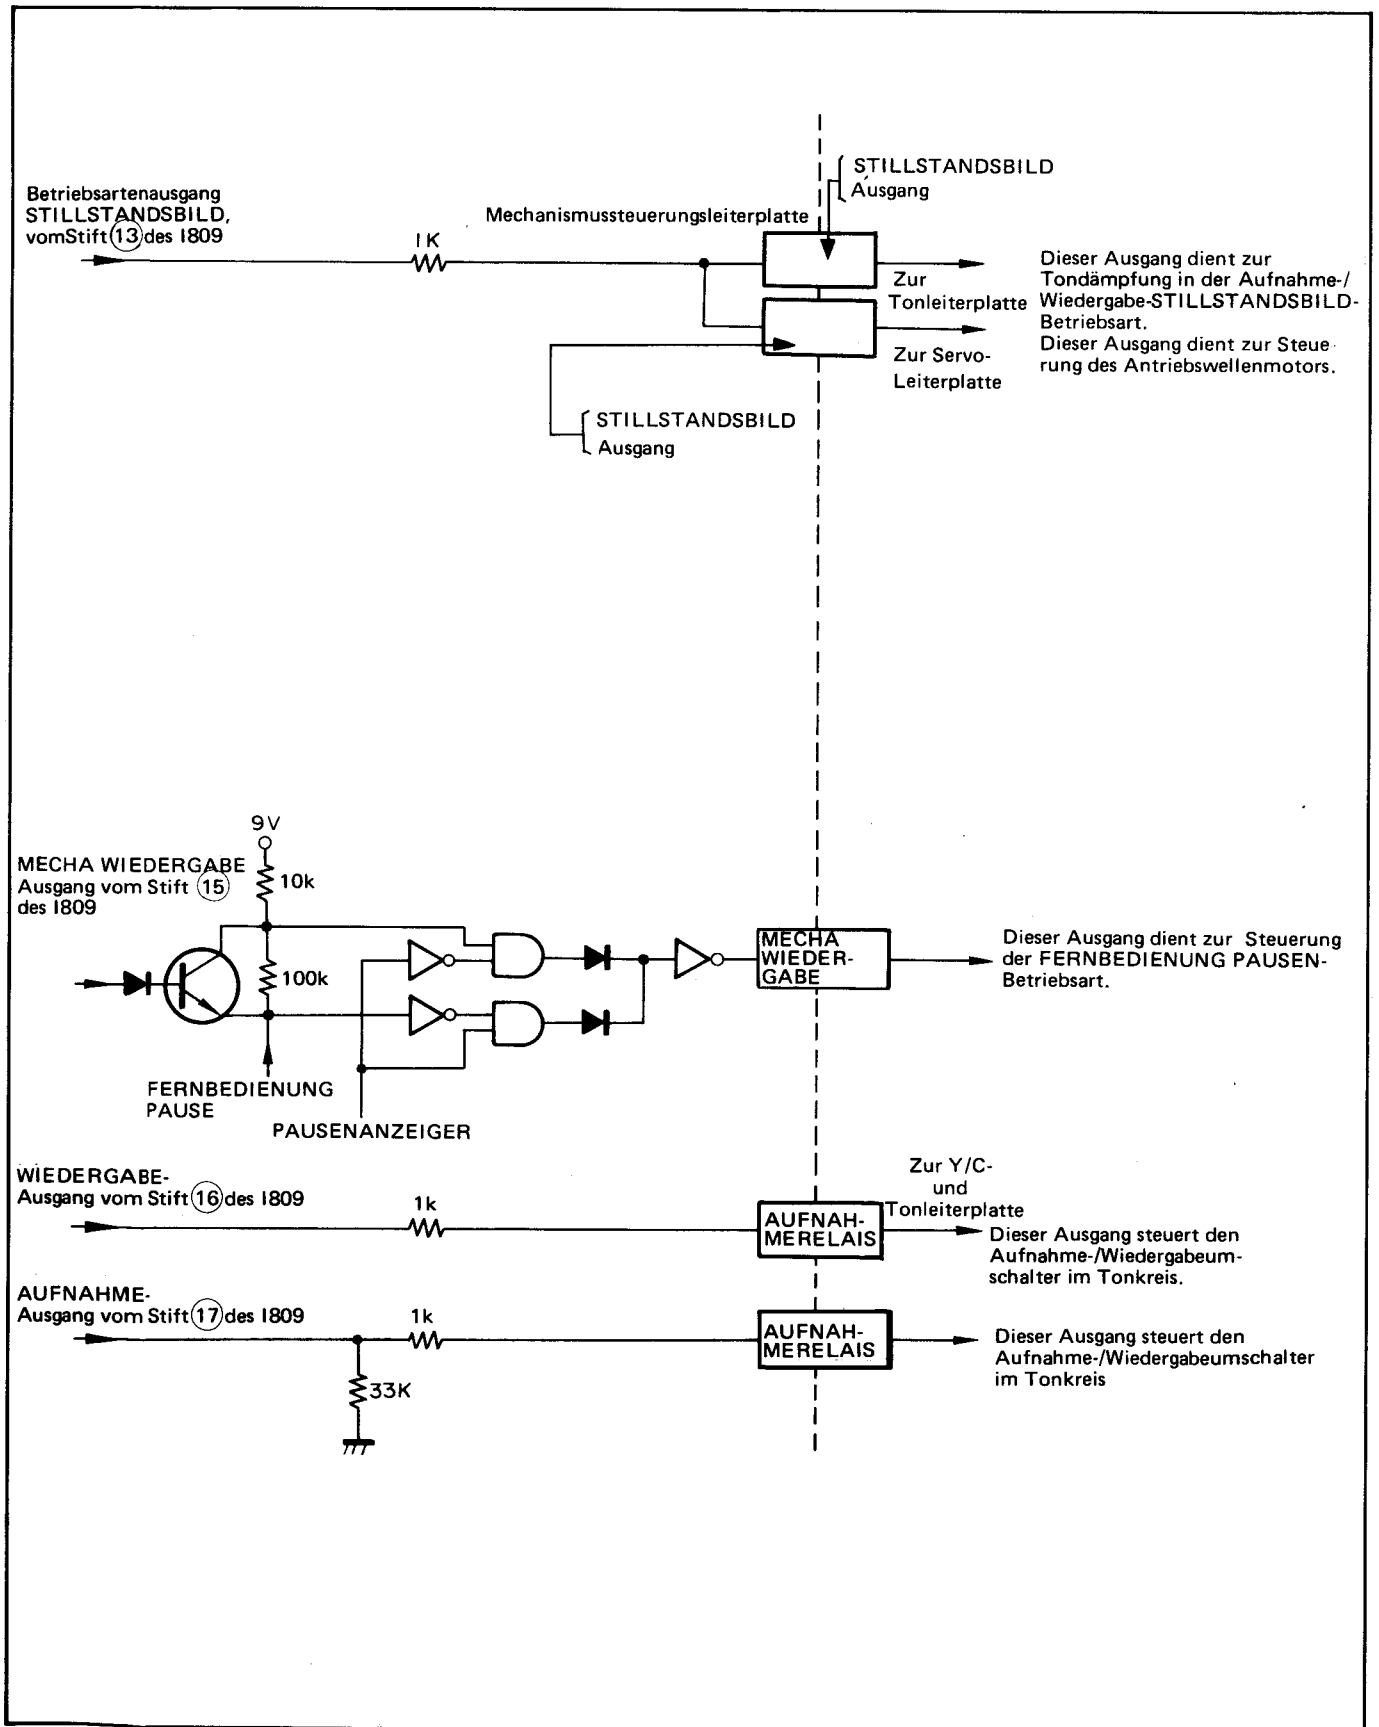 STILLSTANDSBILD
Ausgang
Betriebsartenausgang
STILLSTANDSBILD,
vomStift 13 des I809
Mechanismussteuerungsleiterplatte
1K
Zur
Tonleiterplatte
Dieser Ausgang dient zur
Tondämpfung in der Aufnahme-/
Wiedergabe-STILLSTANDSBILD-
Betriebsart.
Zur Servo-
Leiterplatte
Dieser Ausgang dient zur Steue-
rung des Antriebswellenmotors.
STILLSTANDSBILD
Ausgang
9V
MECHA WIEDERGABE
Ausgang vom Stift 15
des I809
10k
100k
MECHA
WIEDER-
GABE
Dieser Ausgang dient zur Steuerung
der FERNBEDIENUNG PAUSEN-
Betriebsart.
FERNBEDIENUNG
PAUSE
PAUSENANZEIGER
WIEDERGABE-
Ausgang vom Stift 16 des I809
1k
AUFNAH-
MERELAIS
Zur Y/C-
und
Tonleiterplatte
Dieser Ausgang steuert den
Aufnahme-/Wiedergabeum-
schalter im Tonkreis.
AUFNAHME-
Ausgang vom Stift 17 des I809
1k
33K
AUFNAH-
MERELAIS
Dieser Ausgang steuert den
Aufnahme-/Wiedergabeumschalter
im Tonkreis